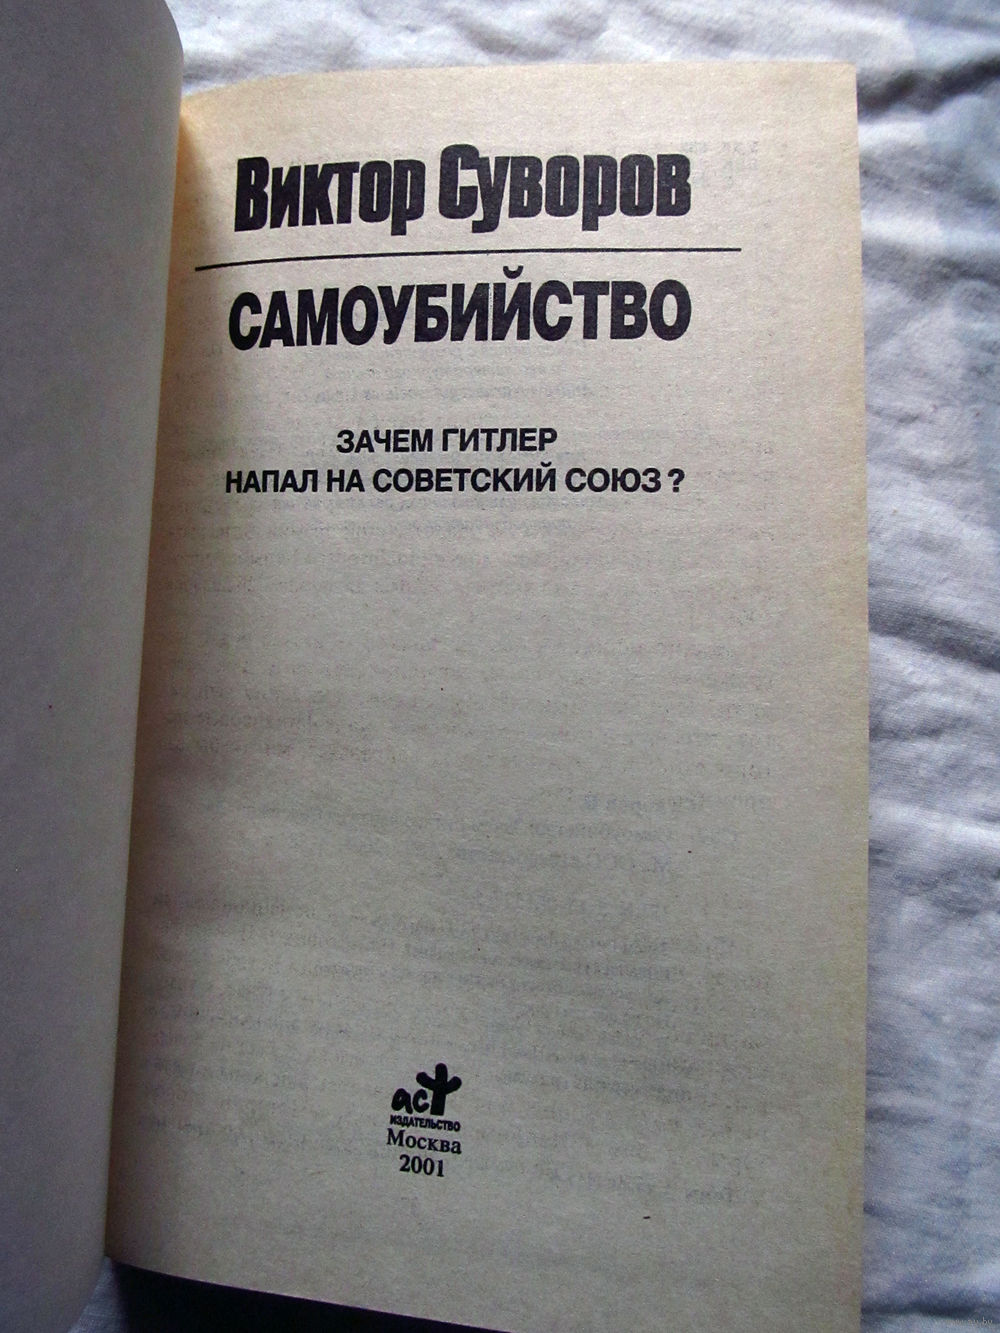 Виктор Суворов
САМОУБИЙСТВО
ЗАЧЕМ ГИТЛЕР
НАПАЛ НА СОВЕТСКИЙ СОЮЗ?
аст
ИЗДАТЕЛЬСТВО
Москва
2001